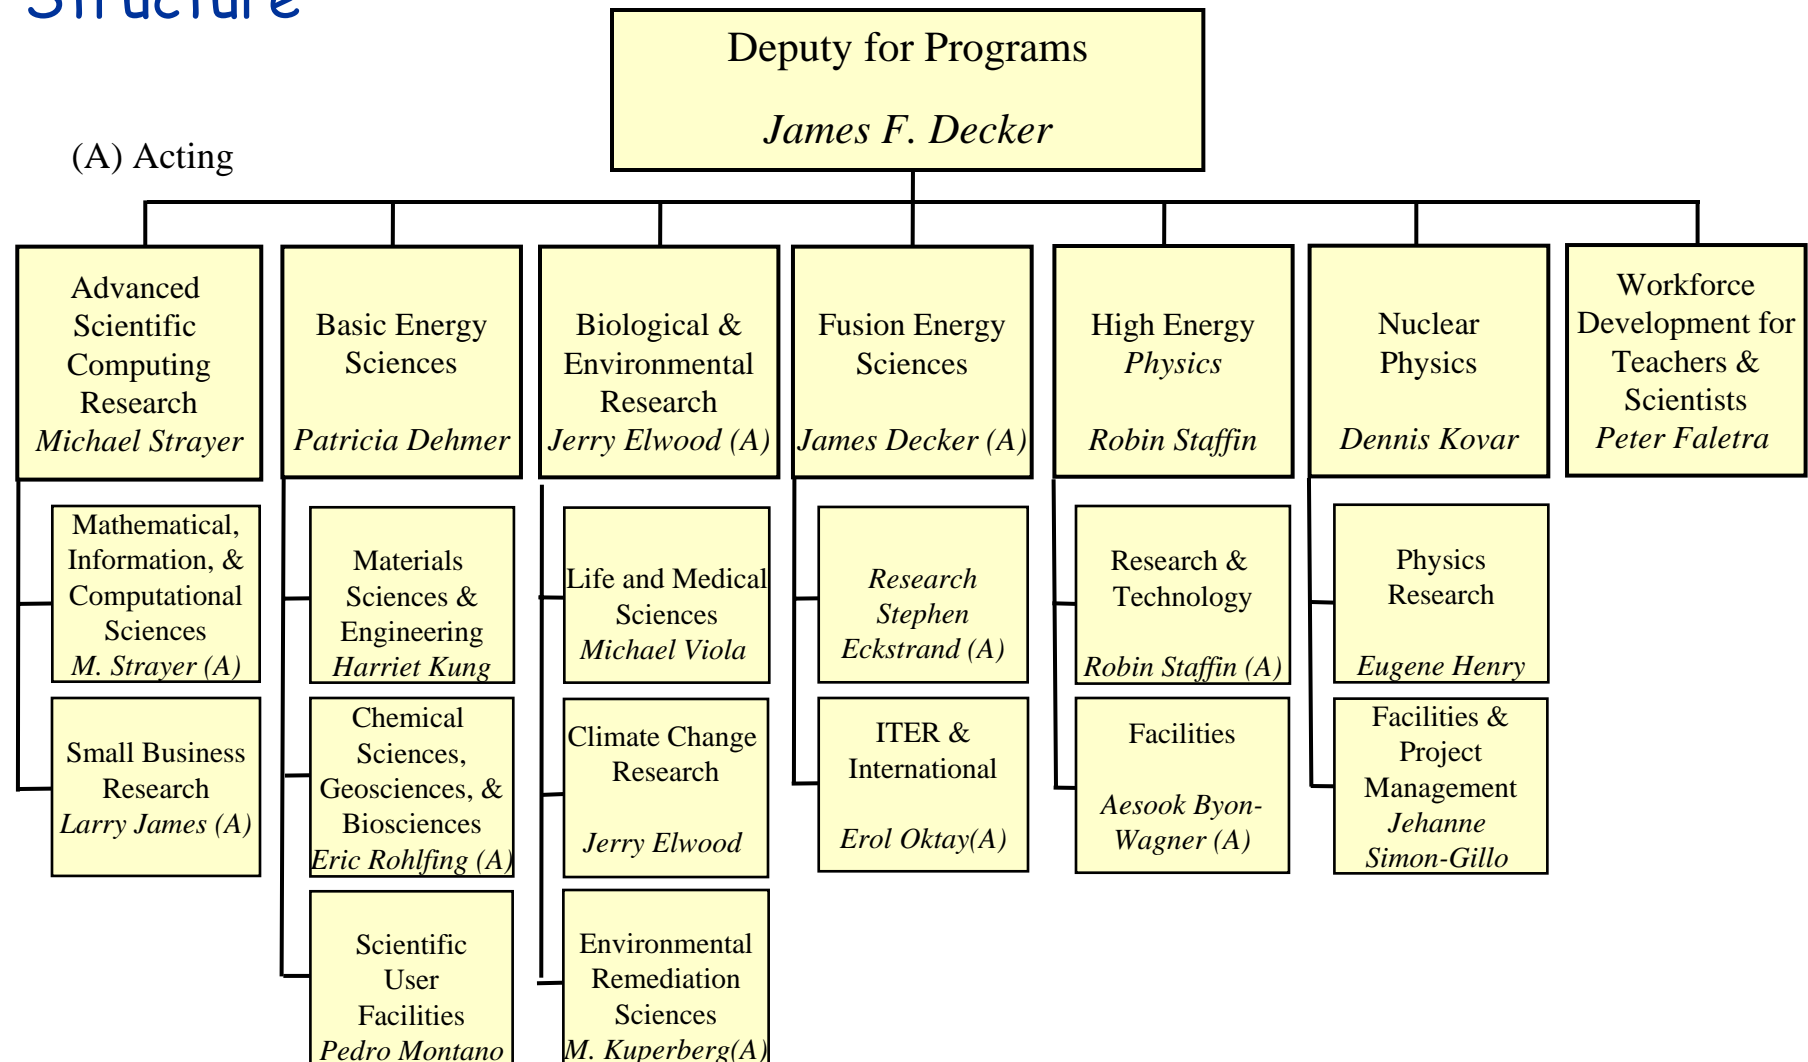 Structure
Deputy for Programs
James F. Decker
(A) Acting
Advanced
Scientific
Computing
Research
Michael Strayer
Basic Energy
Sciences
Patricia Dehmer
Biological &
Environmental
Research
Jerry Elwood (A)
Fusion Energy
Sciences
James Decker (A)
High Energy
Physics
Robin Staffin
Nuclear
Physics
Dennis Kovar
Workforce
Development for
Teachers &
Scientists
Peter Faletra
Mathematical,
Information, &
Computational
Sciences
M. Strayer (A)
Small Business
Research
Larry James (A)
Materials
Sciences &
Engineering
Harriet Kung
Chemical
Sciences,
Geosciences, &
Biosciences
Eric Rohlfing (A)
Scientific
User
Facilities
Pedro Montano
Life and Medical
Sciences
Michael Viola
Climate Change
Research
Jerry Elwood
Environmental
Remediation
Sciences
M. Kuperberg(A)
Research
Stephen
Eckstrand (A)
ITER &
International
Erol Oktay(A)
Research &
Technology
Robin Staffin (A)
Facilities
Aesook Byon-
Wagner (A)
Physics
Research
Eugene Henry
Facilities &
Project
Management
Jehanne
Simon-Gillo